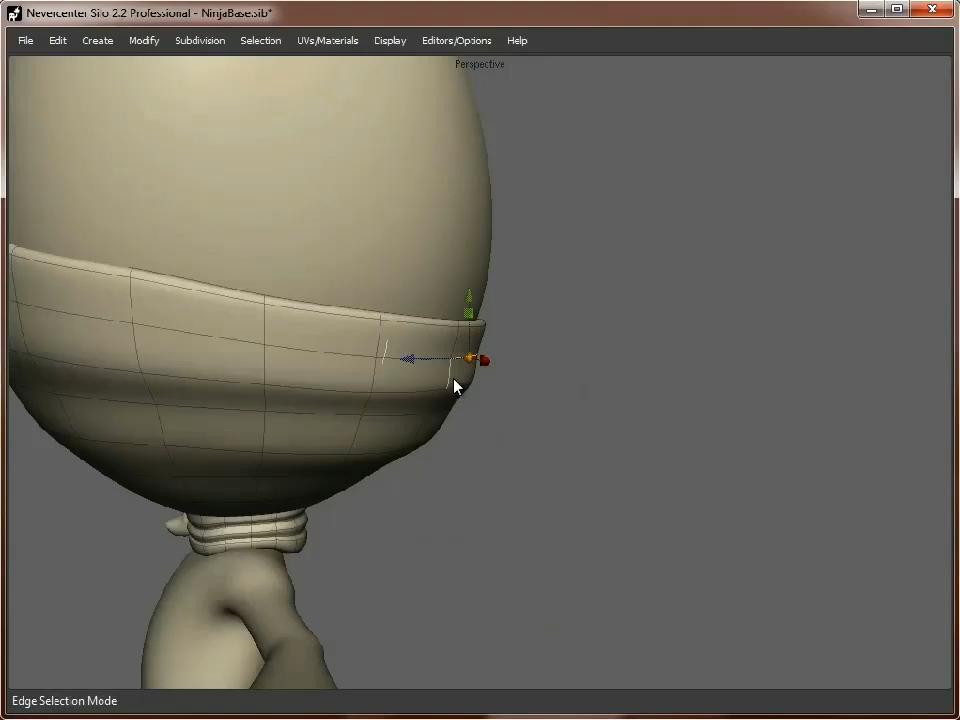 Nevercenter Silo 2.2 Professional - NinjaBase.sib*
File Edit Create Modify Subdivision Selection UVs/Materials Display Editors/Options Help
Perspective
Edge Selection Mode